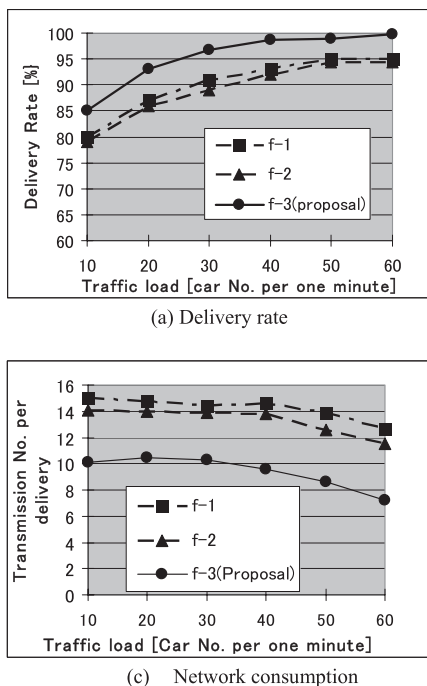 Delivery Rate [%]
100
95
90
85
80
75
70
65
60
f-1
f-2
f-3(proposal)
10 20 30 40 50 60
Traffic load [car No. per one minute]
(a) Delivery rate
Transmission No. per
delivery
16
14
12
10
8
6
4
2
0
f-1
f-2
f-3(Proposal)
10 20 30 40 50 60
Traffic load [Car No. per one minute]
(c) Network consumption